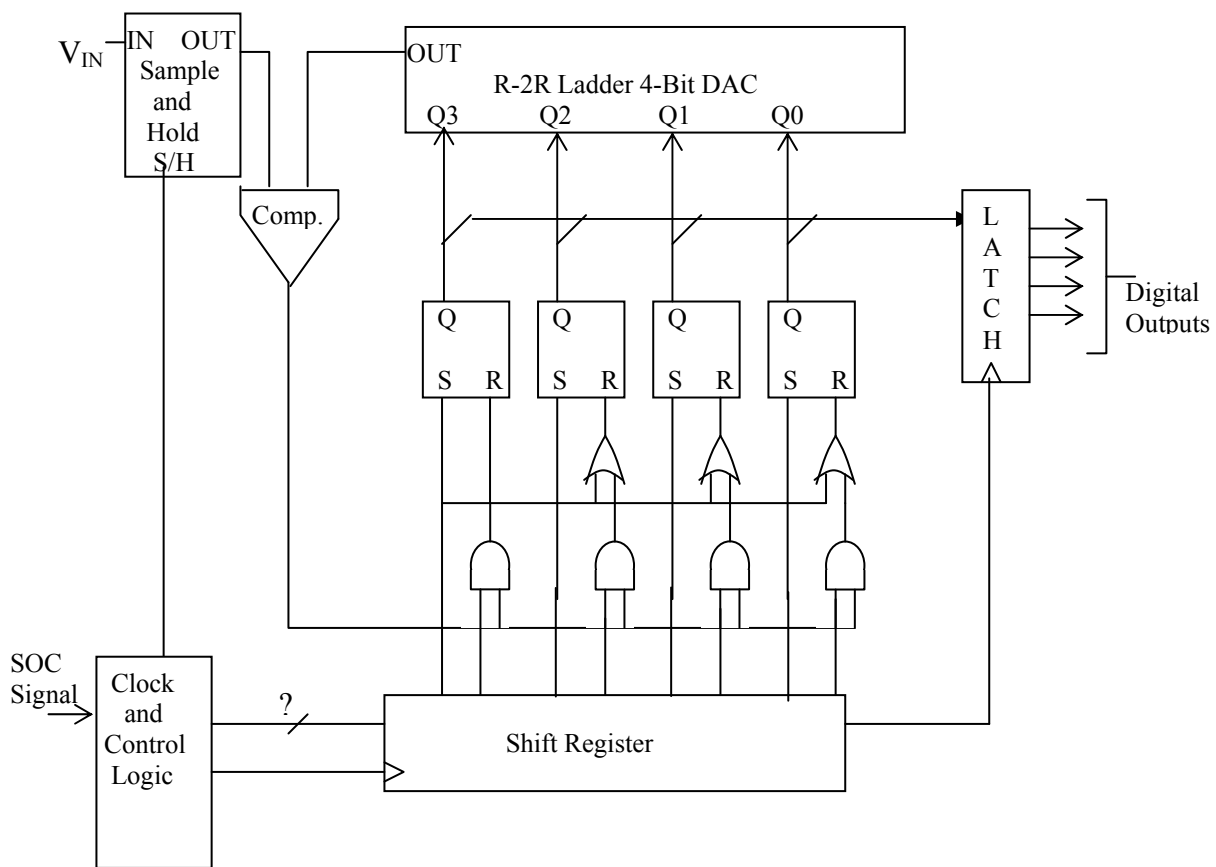 V_IN
IN OUT
Sample
and
Hold
S/H
OUT
R-2R Ladder 4-Bit DAC
Q3 Q2 Q1 Q0
Comp.
L
A
T
C
H
Digital
Outputs
Q Q Q Q
S R S R S R S R
SOC
Signal
Clock
and
Control
Logic
?
Shift Register